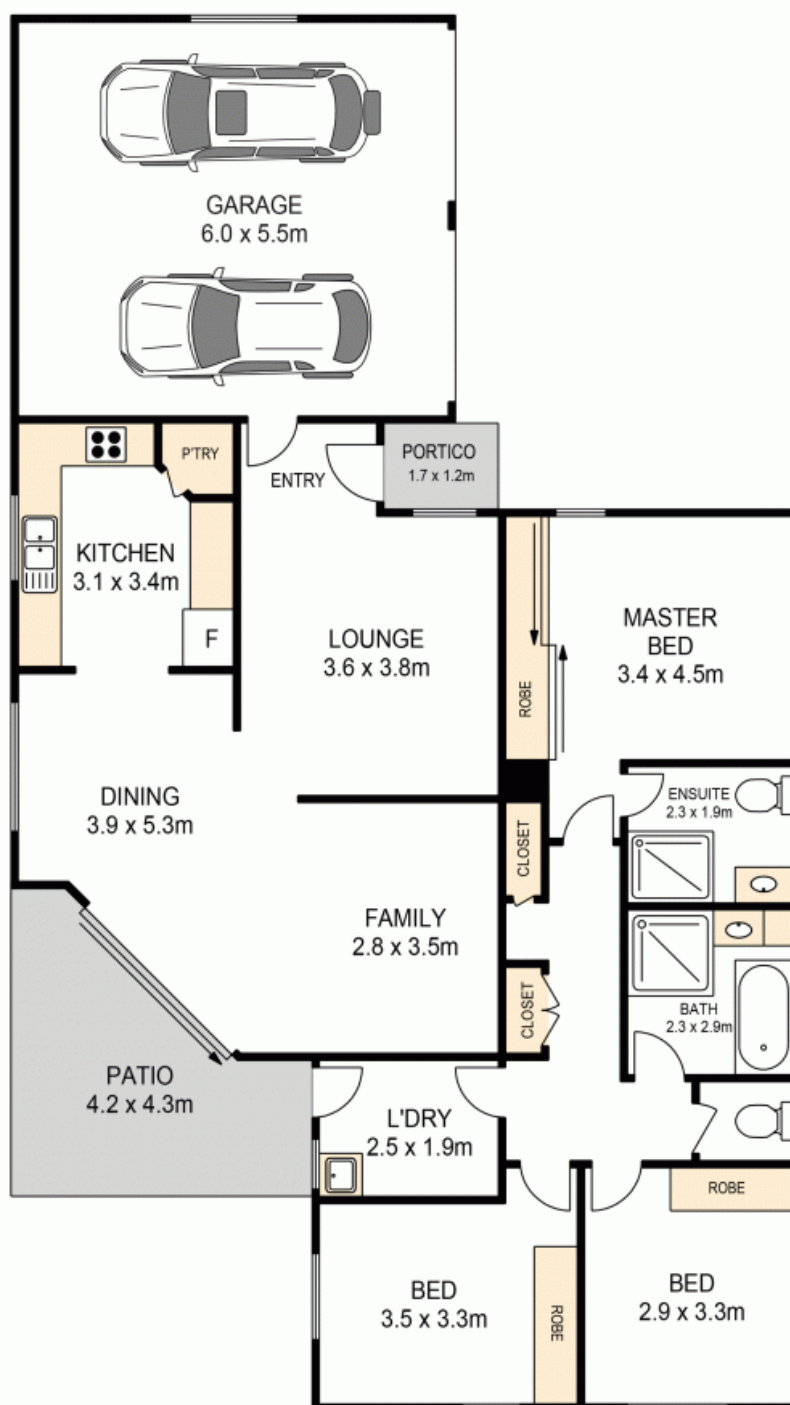 GARAGE
6.0 x 5.5m
P'TRY
PORTICO
1.7 x 1.2m
ENTRY
KITCHEN
3.1 x 3.4m
F
LOUNGE
3.6 x 3.8m
MASTER
BED
3.4 x 4.5m
ROBE
DINING
3.9 x 5.3m
ENSUITE
2.3 x 1.9m
CLOSET
FAMILY
2.8 x 3.5m
CLOSET
BATH
2.3 x 2.9m
PATIO
4.2 x 4.3m
L'DRY
2.5 x 1.9m
ROBE
BED
3.5 x 3.3m
ROBE
BED
2.9 x 3.3m